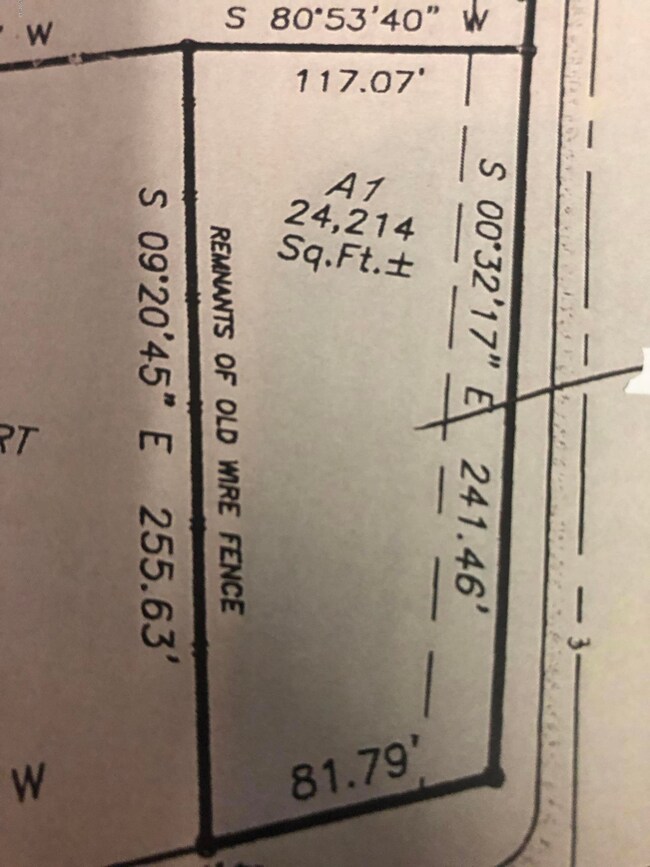 S 80°53'40" W
W
117.07'
A1
24,214
Sq.Ft.±
S 00°32'17" E 241.46'
REMNANTS OF OLD WIRE FENCE
S 09°20'45" E 255.63'
RT
3
81.79'
W